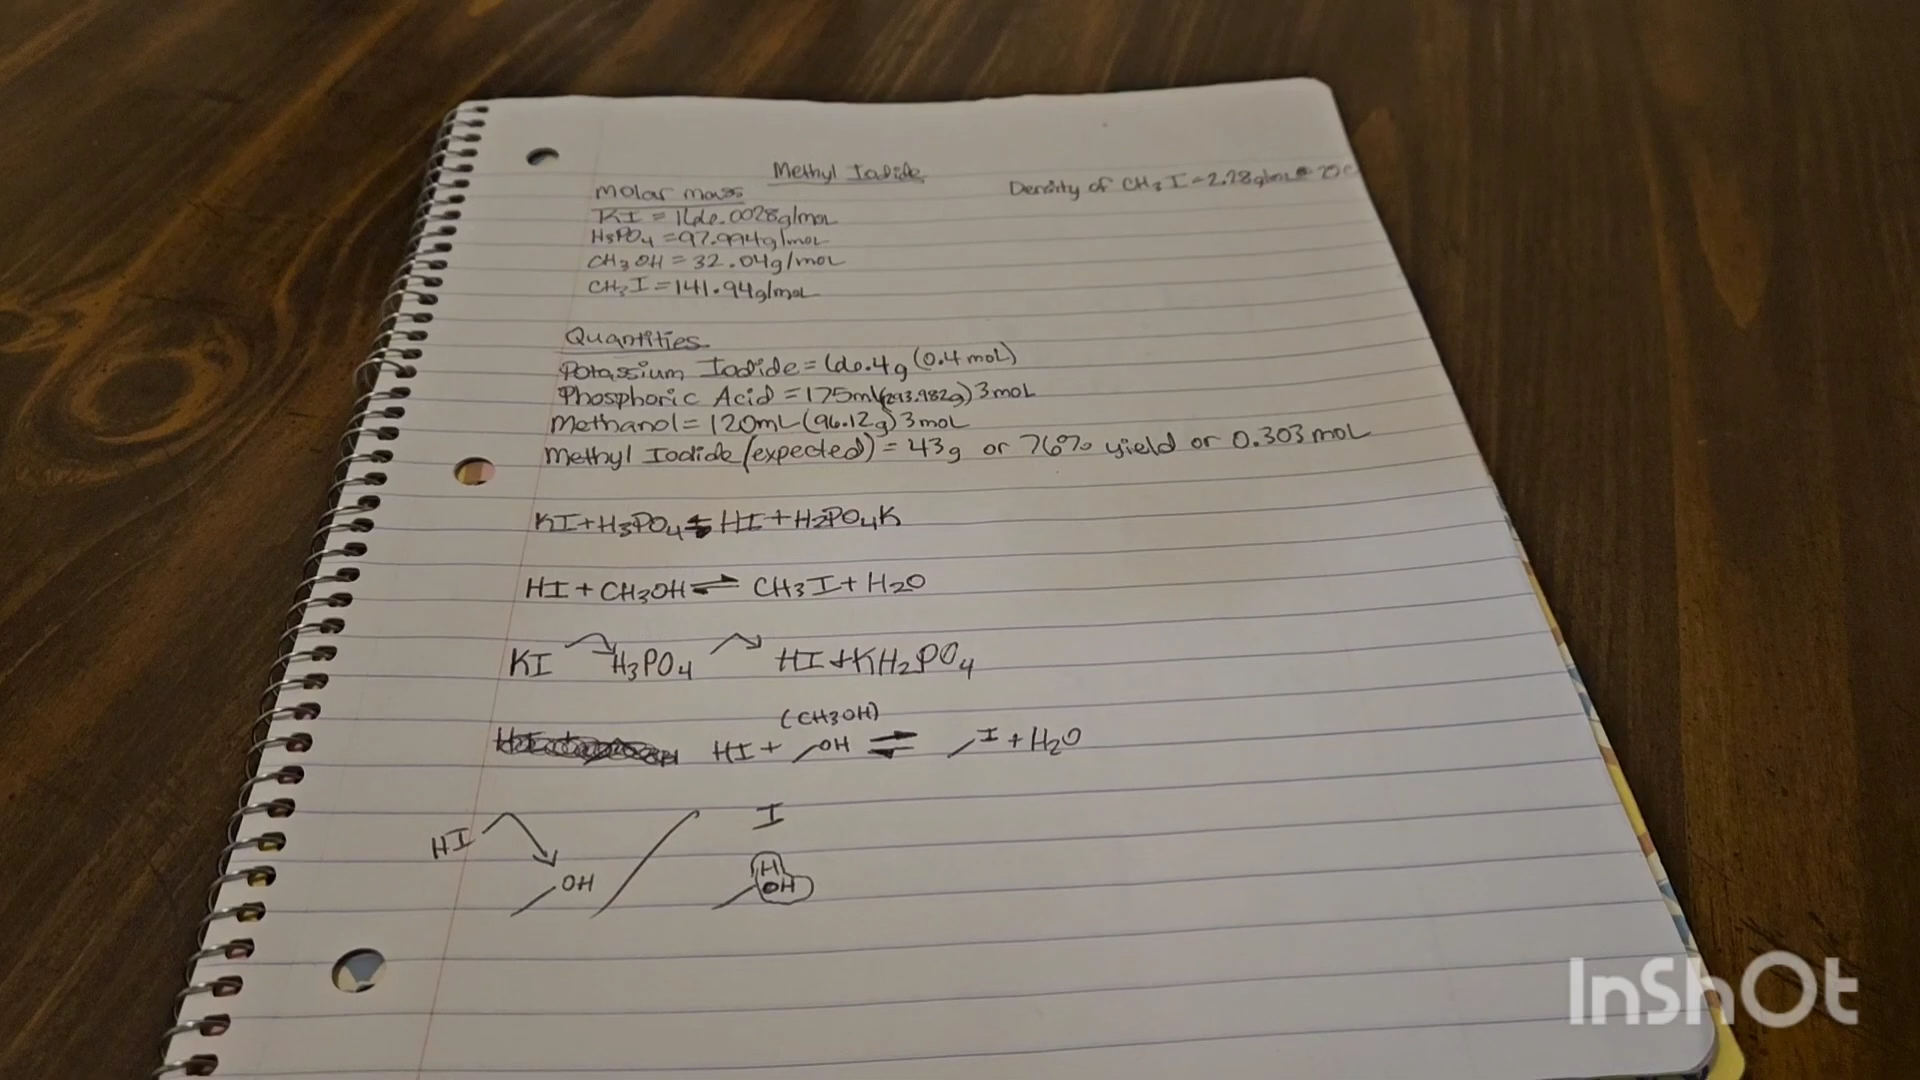 Methyl Iodide
Density of CH3I = 2.28g/mL @ 20C
Molar mass
KI = 166.0028g/mol
H3PO4 = 97.994g/mol
CH3OH = 32.04g/mol
CH3I = 141.94g/mol
Quantities
Potassium Iodide = 66.4g (0.4 mol)
Phosphoric Acid = 175ml (293.982g) 3 mol
Methanol = 120mL (96.12g) 3 mol
Methyl Iodide (expected) = 43g or 76% yield or 0.303 mol
KI + H3PO4 ⇌ HI + H2PO4K
HI + CH3OH ⇌ CH3I + H2O
KI H3PO4 HI + KH2PO4
(CH3OH)
HI + OH ⇌ I + H2O
I
HI
H
OH OH
InShOt